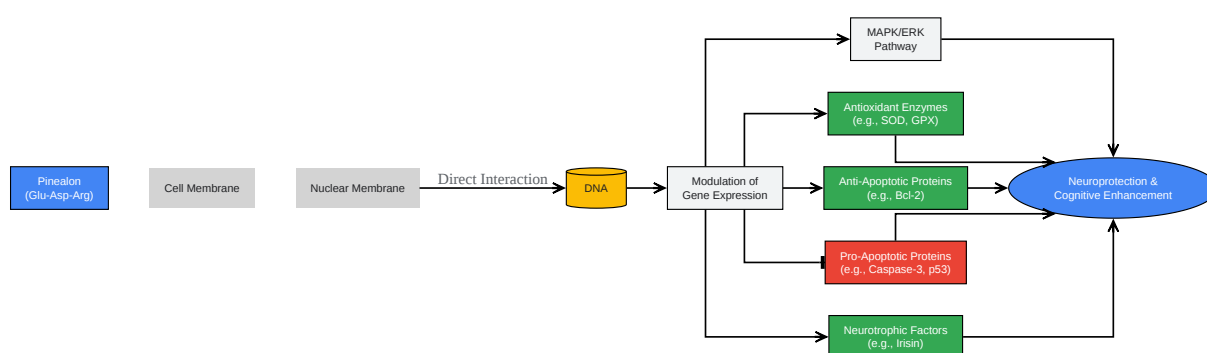 Pinealon
(Glu-Asp-Arg)
Cell Membrane
Nuclear Membrane
Direct Interaction
DNA
Modulation of
Gene Expression
MAPK/ERK
Pathway
Antioxidant Enzymes
(e.g., SOD, GPX)
Anti-Apoptotic Proteins
(e.g., Bcl-2)
Pro-Apoptotic Proteins
(e.g., Caspase-3, p53)
Neurotrophic Factors
(e.g., Irisin)
Neuroprotection &
Cognitive Enhancement